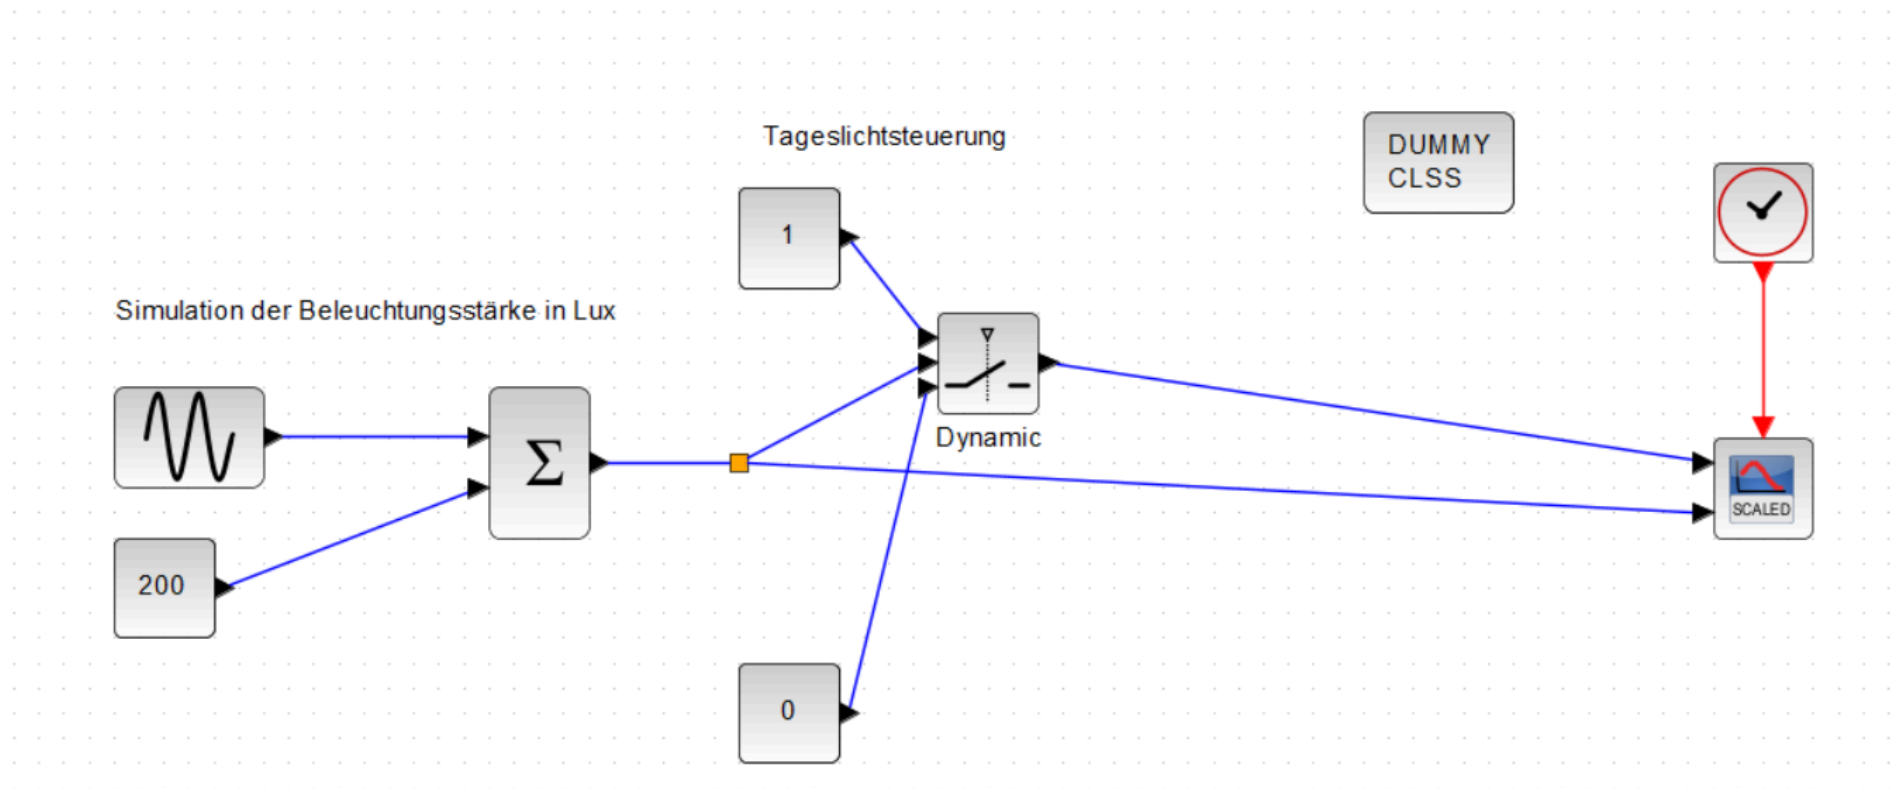 Tageslichtsteuerung
DUMMY
CLSS
1
Simulation der Beleuchtungsstärke in Lux
Σ
Dynamic
SCALED
200
0